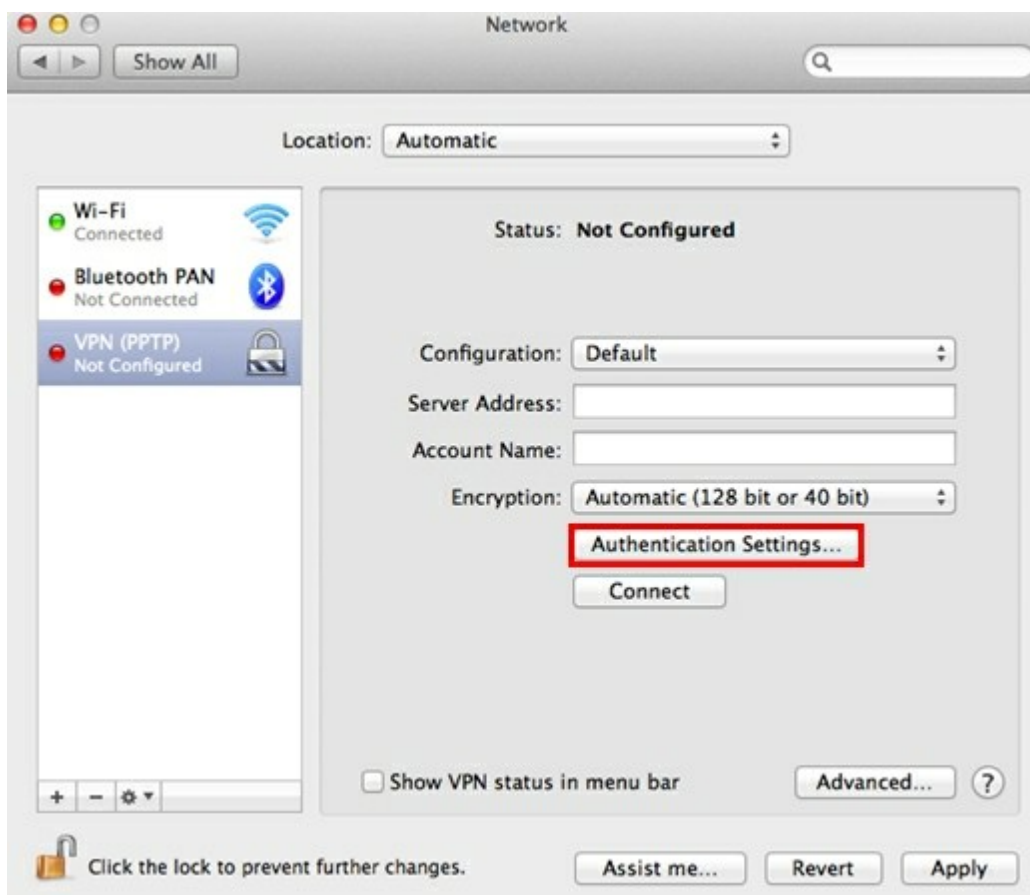 Network
Show All
Location: Automatic
Wi-Fi
Connected
Bluetooth PAN
Not Connected
VPN (PPTP)
Not Configured
Status: Not Configured
Configuration: Default
Server Address:
Account Name:
Encryption: Automatic (128 bit or 40 bit)
Authentication Settings...
Connect
Show VPN status in menu bar
Advanced... ?
+ −
Click the lock to prevent further changes.
Assist me... Revert Apply